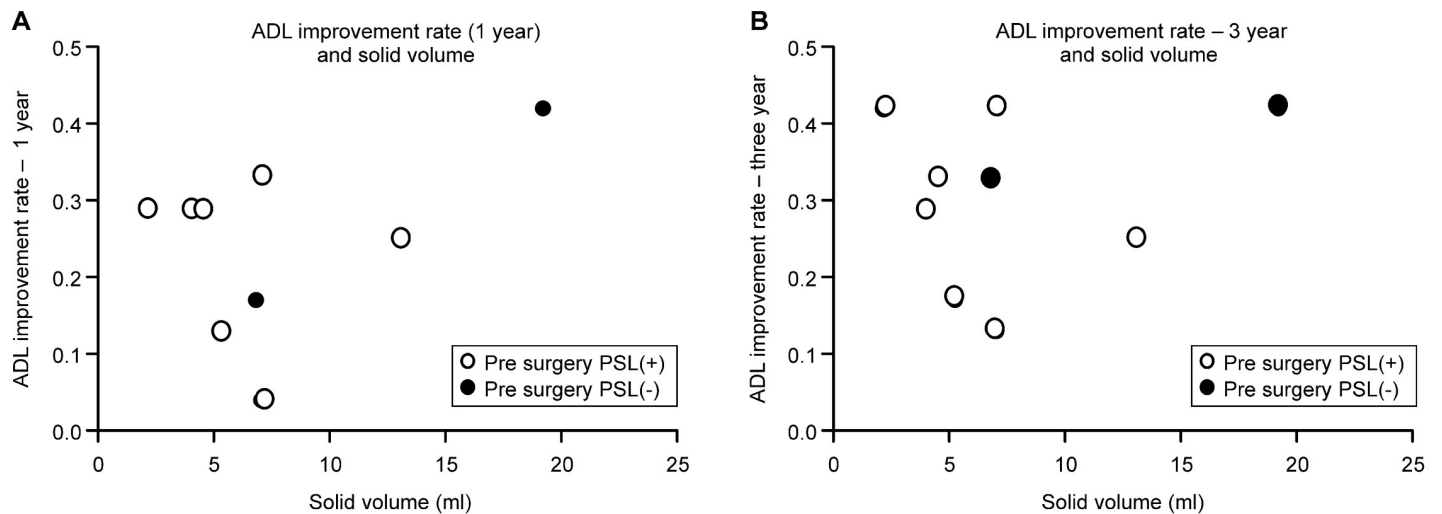 A
ADL improvement rate (1 year)
and solid volume
ADL improvement rate – 1 year
0.5
0.4
0.3
0.2
0.1
0.0
0
5
10
15
20
25
Solid volume (ml)
Pre surgery PSL(+)
Pre surgery PSL(-)
B
ADL improvement rate – 3 year
and solid volume
ADL improvement rate – three year
0.5
0.4
0.3
0.2
0.1
0.0
0
5
10
15
20
25
Solid volume (ml)
Pre surgery PSL(+)
Pre surgery PSL(-)